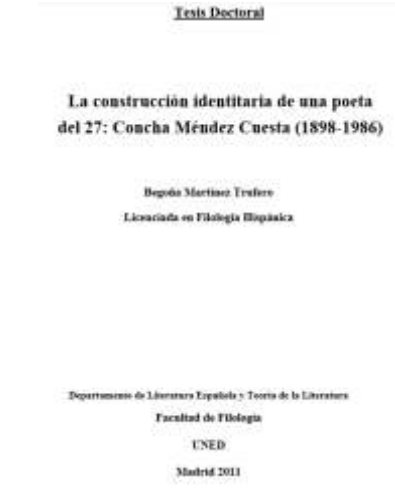 Tesis Doctoral
La construcción identitaria de una poeta
del 27: Concha Méndez Cuesta (1898-1986)
Begoña Martínez Trufero
Licenciada en Filología Hispánica
Departamento de Literatura Española y Teoría de la Literatura
Facultad de Filología
UNED
Madrid 2011